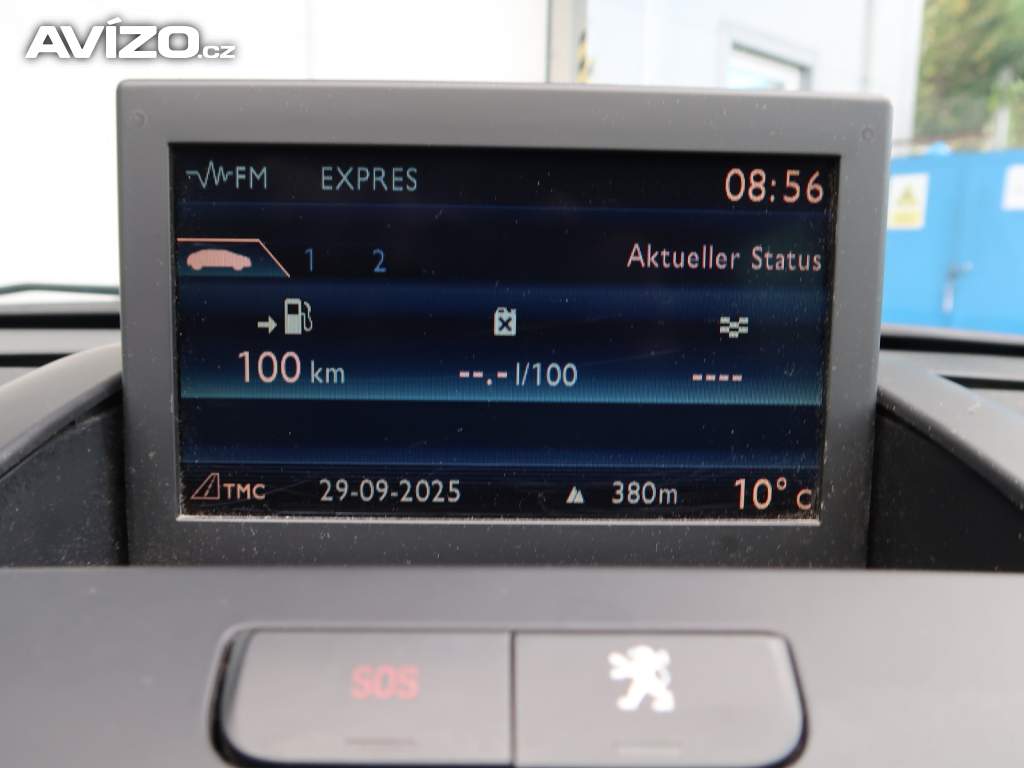 AVÍZO.cz
FM EXPRES 08:56
1 2 Aktueller Status
100 km --.- l/100 ----
TMC 29-09-2025 380m 10° C
SOS